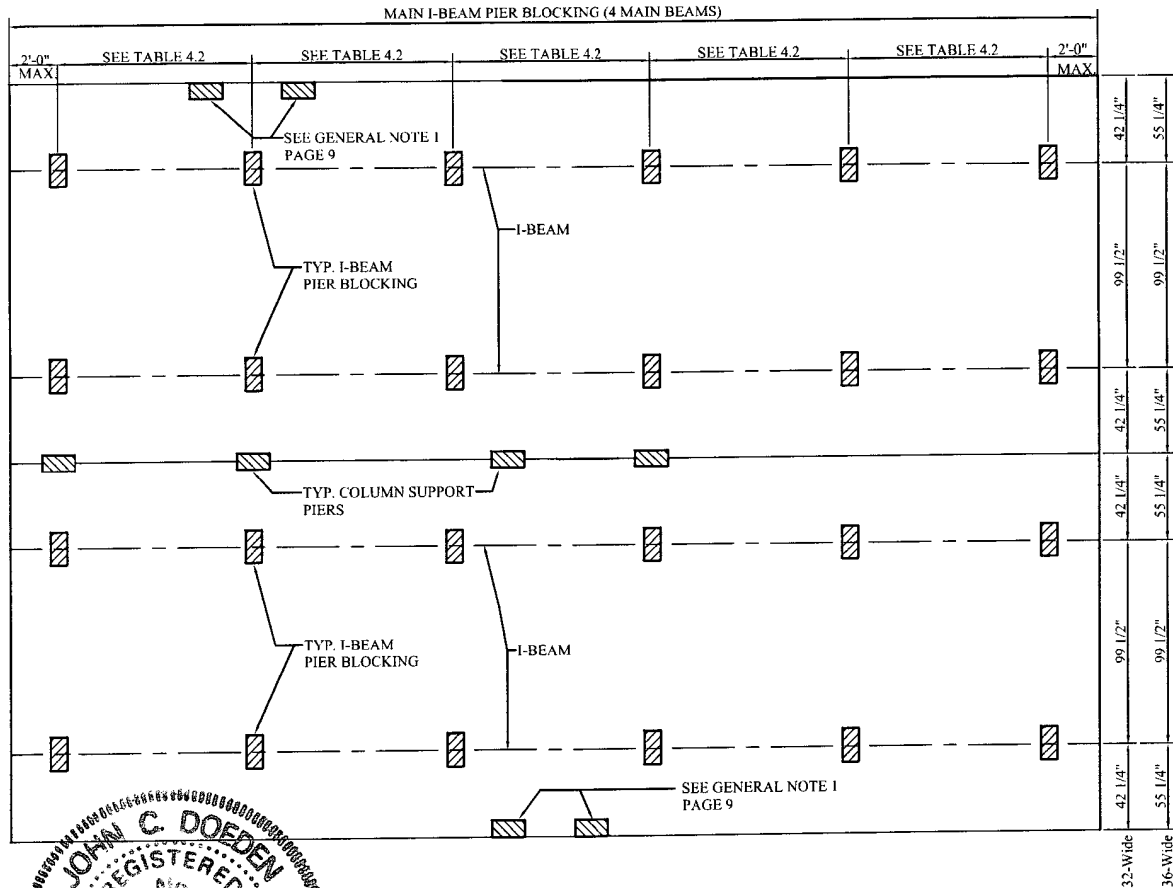 MAIN I-BEAM PIER BLOCKING (4 MAIN BEAMS)
2'-0"
MAX.
SEE TABLE 4.2
SEE TABLE 4.2
SEE TABLE 4.2
SEE TABLE 4.2
SEE TABLE 4.2
2'-0"
MAX.
SEE GENERAL NOTE 1
PAGE 9
42 1/4"
55 1/4"
I-BEAM
99 1/2"
99 1/2"
TYP. I-BEAM
PIER BLOCKING
42 1/4"
55 1/4"
TYP. COLUMN SUPPORT
PIERS
42 1/4"
55 1/4"
TYP. I-BEAM
PIER BLOCKING
I-BEAM
99 1/2"
99 1/2"
SEE GENERAL NOTE 1
PAGE 9
42 1/4"
55 1/4"
32-Wide
36-Wide
JOHN C. DOEDEN
REGISTERED